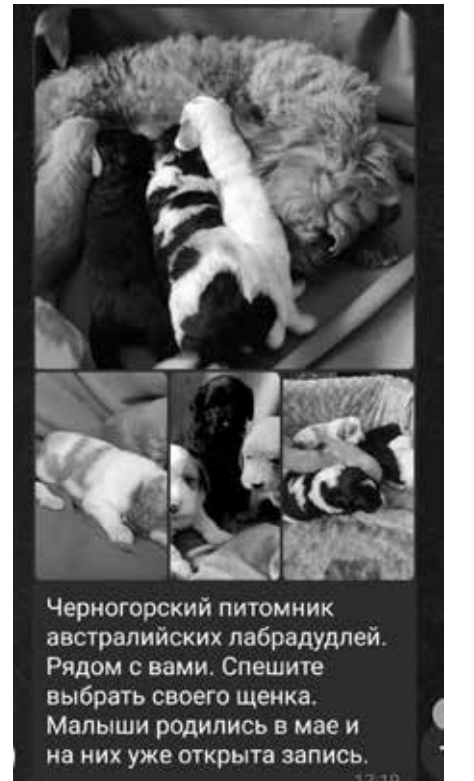 Черногорский питомник
австралийских лабрадудлей.
Рядом с вами. Спешите
выбрать своего щенка.
Малыши родились в мае и
на них уже открыта запись.